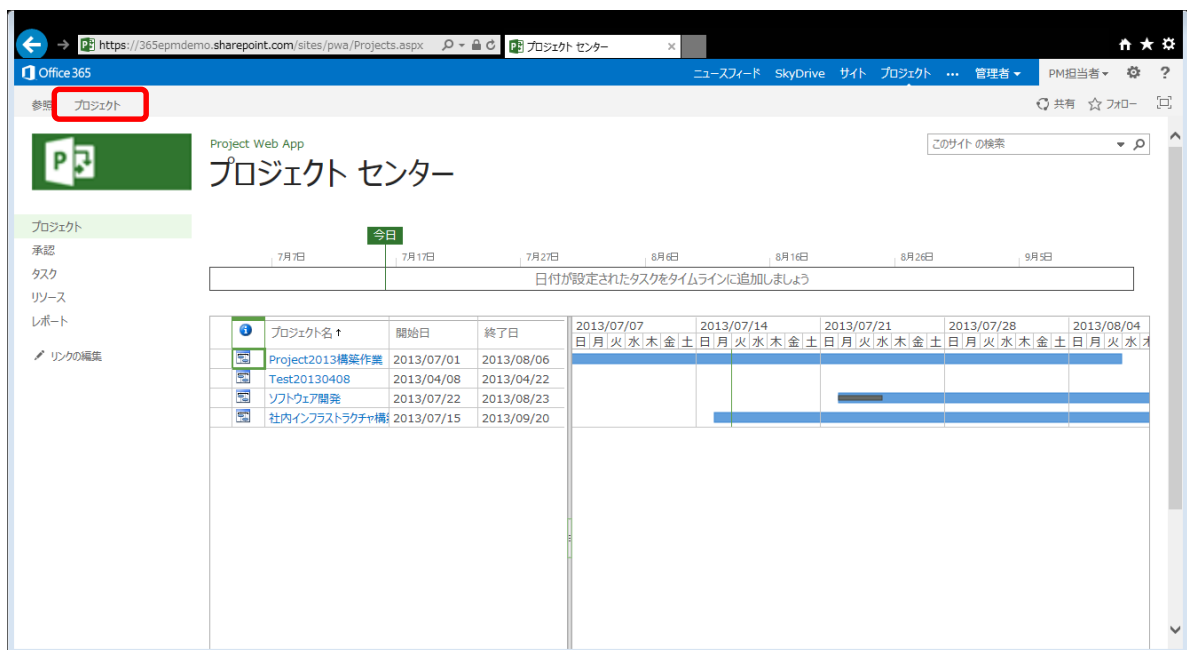 https://365epmdemo.sharepoint.com/sites/pwa/Projects.aspx プロジェクト センター
Office 365 ニュースフィード SkyDrive サイト プロジェクト ... 管理者 PM担当者 ?
参照 プロジェクト 共有 フォロー
P
Project Web App
プロジェクト センター
このサイト の検索
プロジェクト
承認
タスク
リソース
レポート
リンクの編集
今日
7月7日 7月17日 7月27日 8月6日 8月16日 8月26日 9月5日
日付が設定されたタスクをタイムラインに追加しましょう
プロジェクト名↑ 開始日 終了日
2013/07/07 2013/07/14 2013/07/21 2013/07/28 2013/08/04
日 月 火 水 木 金 土 日 月 火 水 木 金 土 日 月 火 水 木 金 土 日 月 火 水 木 金 土 日 月 火 水
Project2013構築作業 2013/07/01 2013/08/06
Test20130408 2013/04/08 2013/04/22
ソフトウェア開発 2013/07/22 2013/08/23
社内インフラストラクチャ構 2013/07/15 2013/09/20